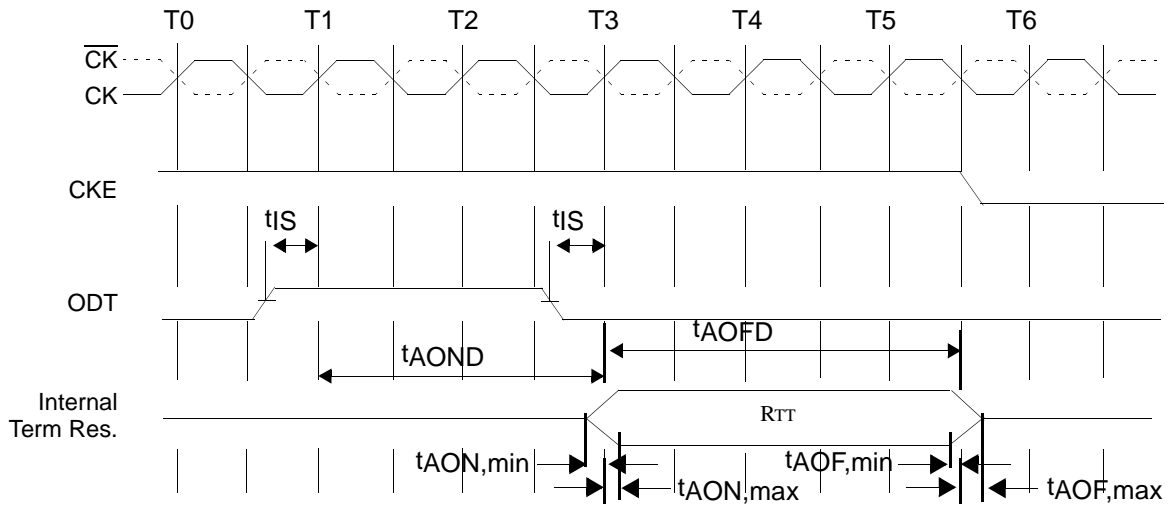 T0 T1 T2 T3 T4 T5 T6
CK
CK
CKE
tIS tIS
ODT
tAOND tAOFD
Internal
Term Res.
RTT
tAON,min tAOF,min
tAON,max tAOF,max